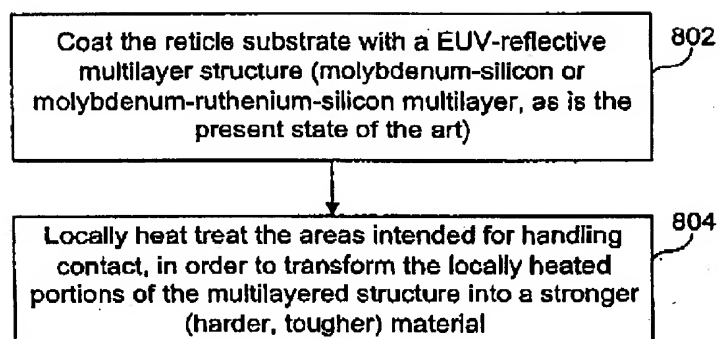 Coat the reticle substrate with a EUV-reflective
802
multilayer structure (molybdenum-silicon or
molybdenum-ruthenium-silicon multilayer, as is the
present state of the art)
804
Locally heat treat the areas intended for handling
contact, in order to transform the locally heated
portions of the multilayered structure into a stronger
(harder, tougher) material